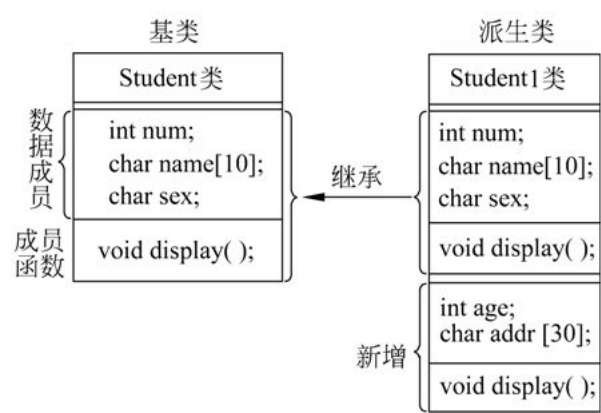 基类
Student类
数据成员
int num;
char name[10];
char sex;
成员函数
void display( );
继承
派生类
Student1类
int num;
char name[10];
char sex;
void display( );
新增
int age;
char addr [30];
void display( );